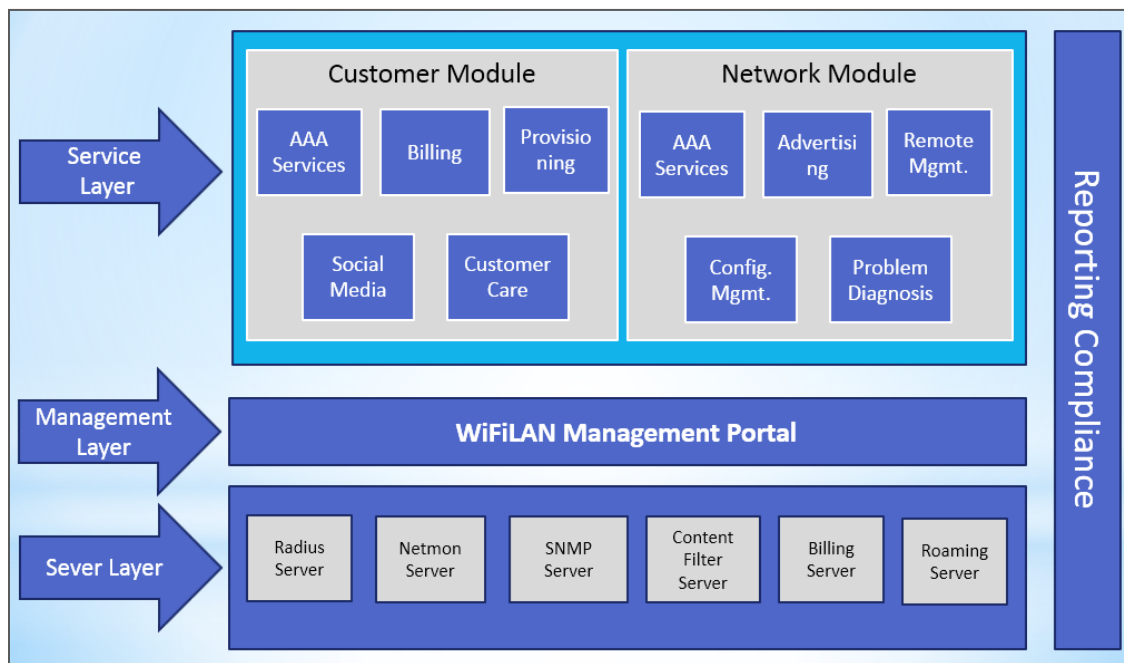 Customer Module
Network Module
AAA
Services
Billing
Provisio
ning
AAA
Services
Advertisi
ng
Remote
Mgmt.
Service
Layer
Social
Media
Customer
Care
Config.
Mgmt.
Problem
Diagnosis
Management
Layer
WiFiLAN Management Portal
Sever Layer
Radius
Server
Netmon
Server
SNMP
Server
Content
Filter
Server
Billing
Server
Roaming
Server
Reporting Compliance